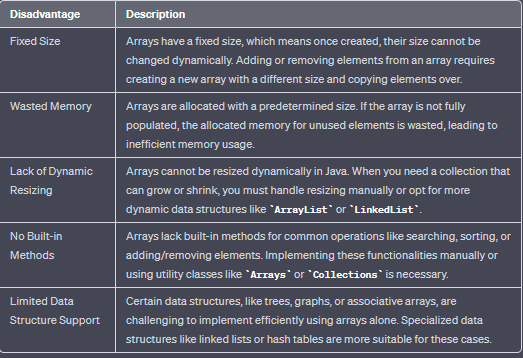 Disadvantage Description
Fixed Size Arrays have a fixed size, which means once created, their size cannot be
changed dynamically. Adding or removing elements from an array requires
creating a new array with a different size and copying elements over.
Wasted Memory Arrays are allocated with a predetermined size. If the array is not fully
populated, the allocated memory for unused elements is wasted, leading to
inefficient memory usage.
Lack of Dynamic Arrays cannot be resized dynamically in Java. When you need a collection that
Resizing can grow or shrink, you must handle resizing manually or opt for more
dynamic data structures like `ArrayList` or `LinkedList`.
No Built-in Arrays lack built-in methods for common operations like searching, sorting, or
Methods adding/removing elements. Implementing these functionalities manually or
using utility classes like `Arrays` or `Collections` is necessary.
Limited Data Certain data structures, like trees, graphs, or associative arrays, are
Structure Support challenging to implement efficiently using arrays alone. Specialized data
structures like linked lists or hash tables are more suitable for these cases.